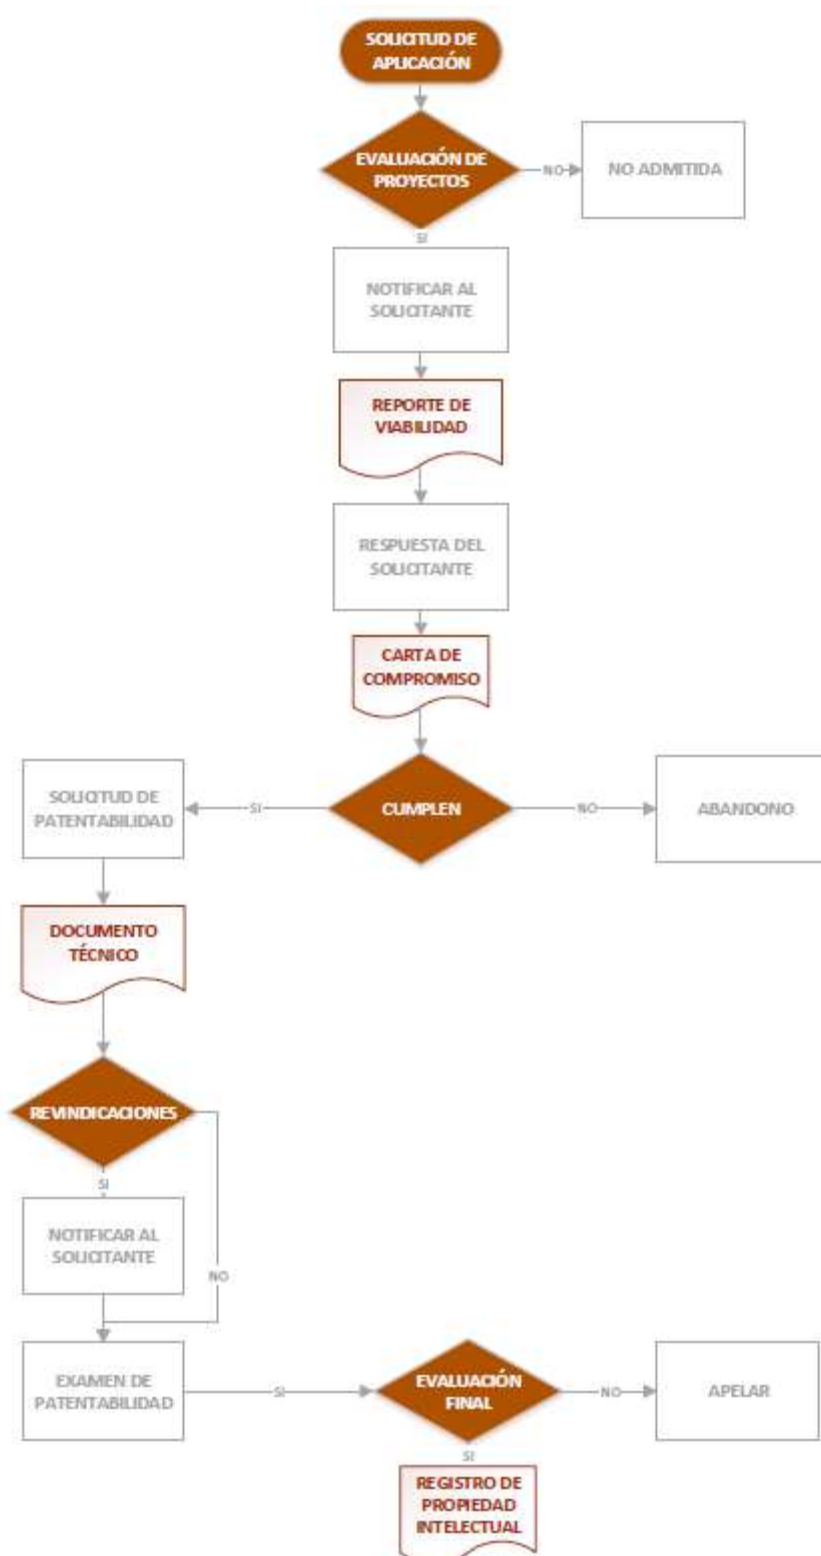 SOLICITUD DE
APLICACIÓN
EVALUACIÓN DE
PROYECTOS
NO
NO ADMITIDA
SI
NOTIFICAR AL
SOLICITANTE
REPORTE DE
VIABILIDAD
RESPUESTA DEL
SOLICITANTE
CARTA DE
COMPROMISO
SOLICITUD DE
PATENTABILIDAD
SI
CUMPLEN
NO
ABANDONO
DOCUMENTO
TÉCNICO
REVINDICACIONES
SI
NOTIFICAR AL
SOLICITANTE
NO
EXAMEN DE
PATENTABILIDAD
SI
EVALUACIÓN
FINAL
NO
APELAR
SI
REGISTRO DE
PROPIEDAD
INTELECTUAL